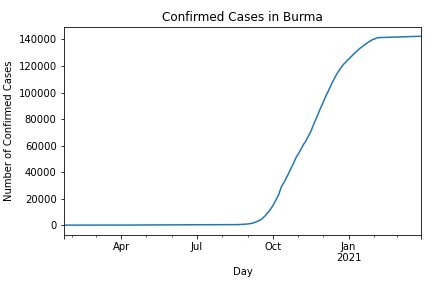 Confirmed Cases in Burma
Number of Confirmed Cases
140000
120000
100000
80000
60000
40000
20000
0
Apr
Jul
Oct
Jan
2021
Day